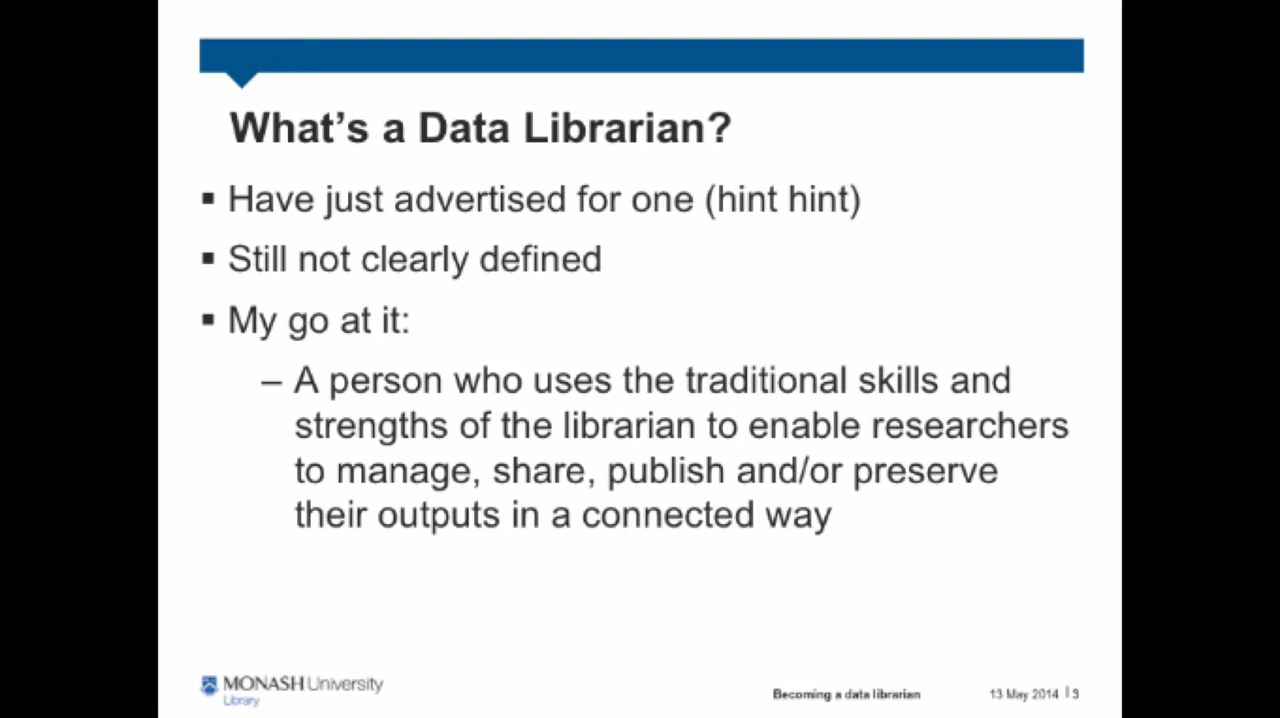 What's a Data Librarian?
▪ Have just advertised for one (hint hint)
▪ Still not clearly defined
▪ My go at it:
– A person who uses the traditional skills and
strengths of the librarian to enable researchers
to manage, share, publish and/or preserve
their outputs in a connected way
MONASH University
Library
Becoming a data librarian
13 May 2014 | 3